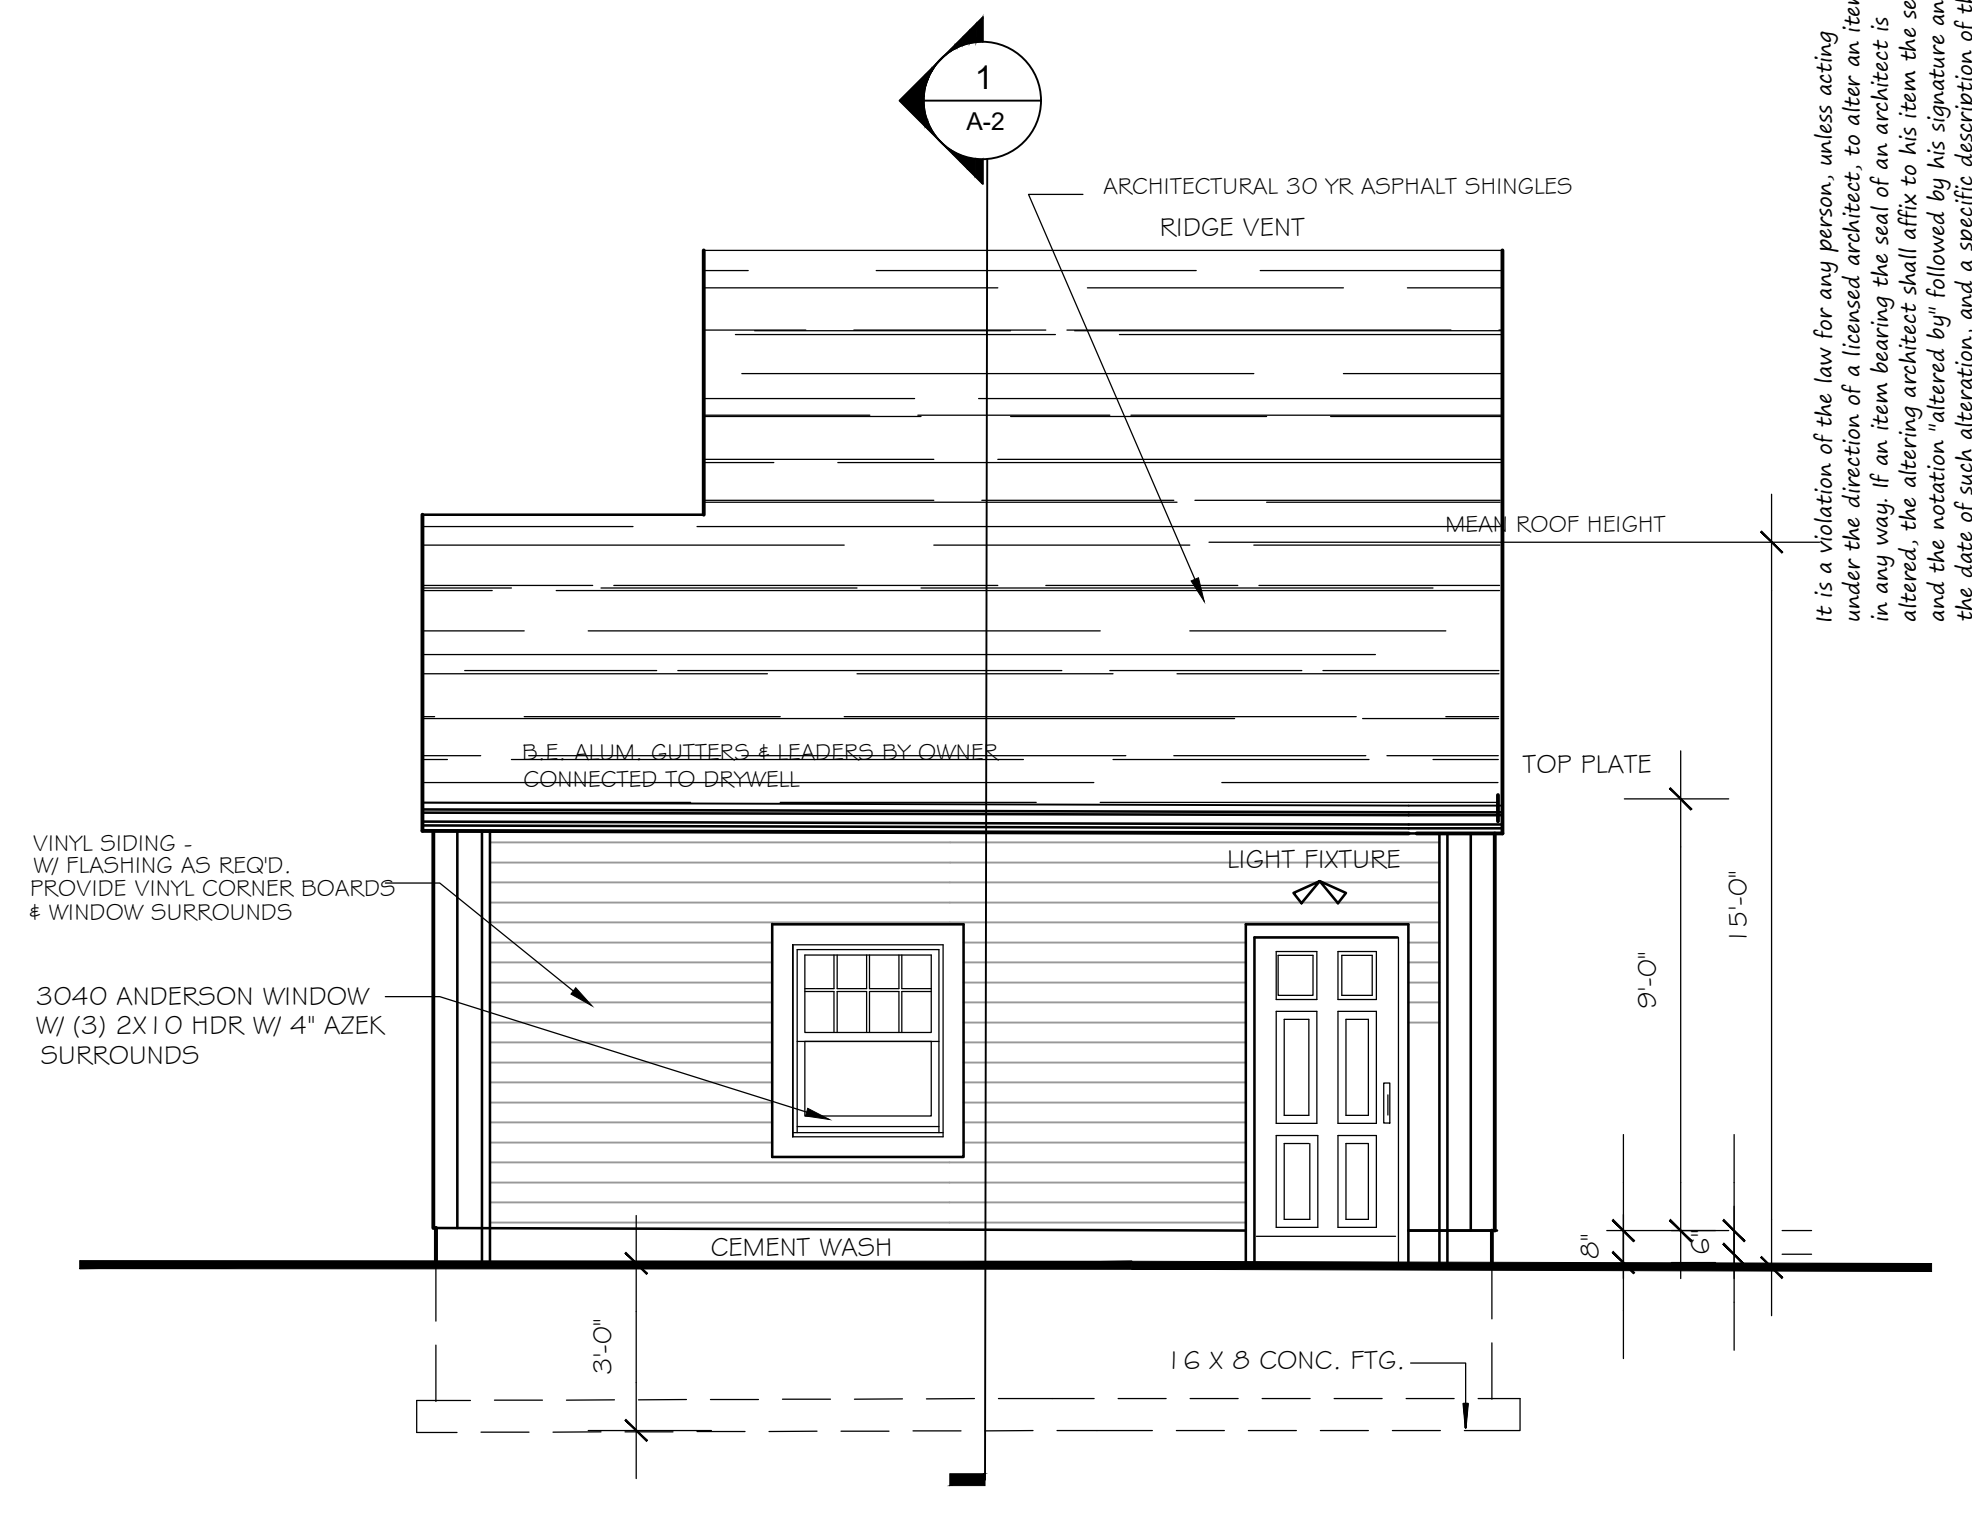 1
A-2
ARCHITECTURAL 30 YR ASPHALT SHINGLES
RIDGE VENT
MEAN ROOF HEIGHT
B.E. ALUM. GUTTERS & LEADERS BY OWNER
CONNECTED TO DRYWELL
TOP PLATE
VINYL SIDING -
W/ FLASHING AS REQ'D.
PROVIDE VINYL CORNER BOARDS
& WINDOW SURROUNDS
LIGHT FIXTURE
3040 ANDERSON WINDOW
W/ (3) 2X10 HDR W/ 4" AZEK
SURROUNDS
9'-0"
15'-0"
CEMENT WASH
8"
6"
3'-0"
16 X 8 CONC. FTG.
It is a violation of the law for any person, unless acting
under the direction of a licensed architect, to alter an item
in any way. If an item bearing the seal of an architect is
altered, the altering architect shall affix to his item the
and the notation "altered by" followed by his signature
the date of such alteration, and a specific description of